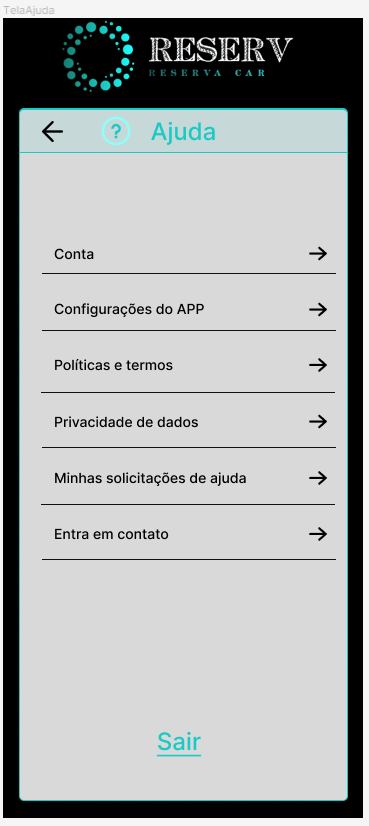 TelaAjuda
RESERV
RESERVA CAR
? Ajuda
Conta
Configurações do APP
Políticas e termos
Privacidade de dados
Minhas solicitações de ajuda
Entra em contato
Sair